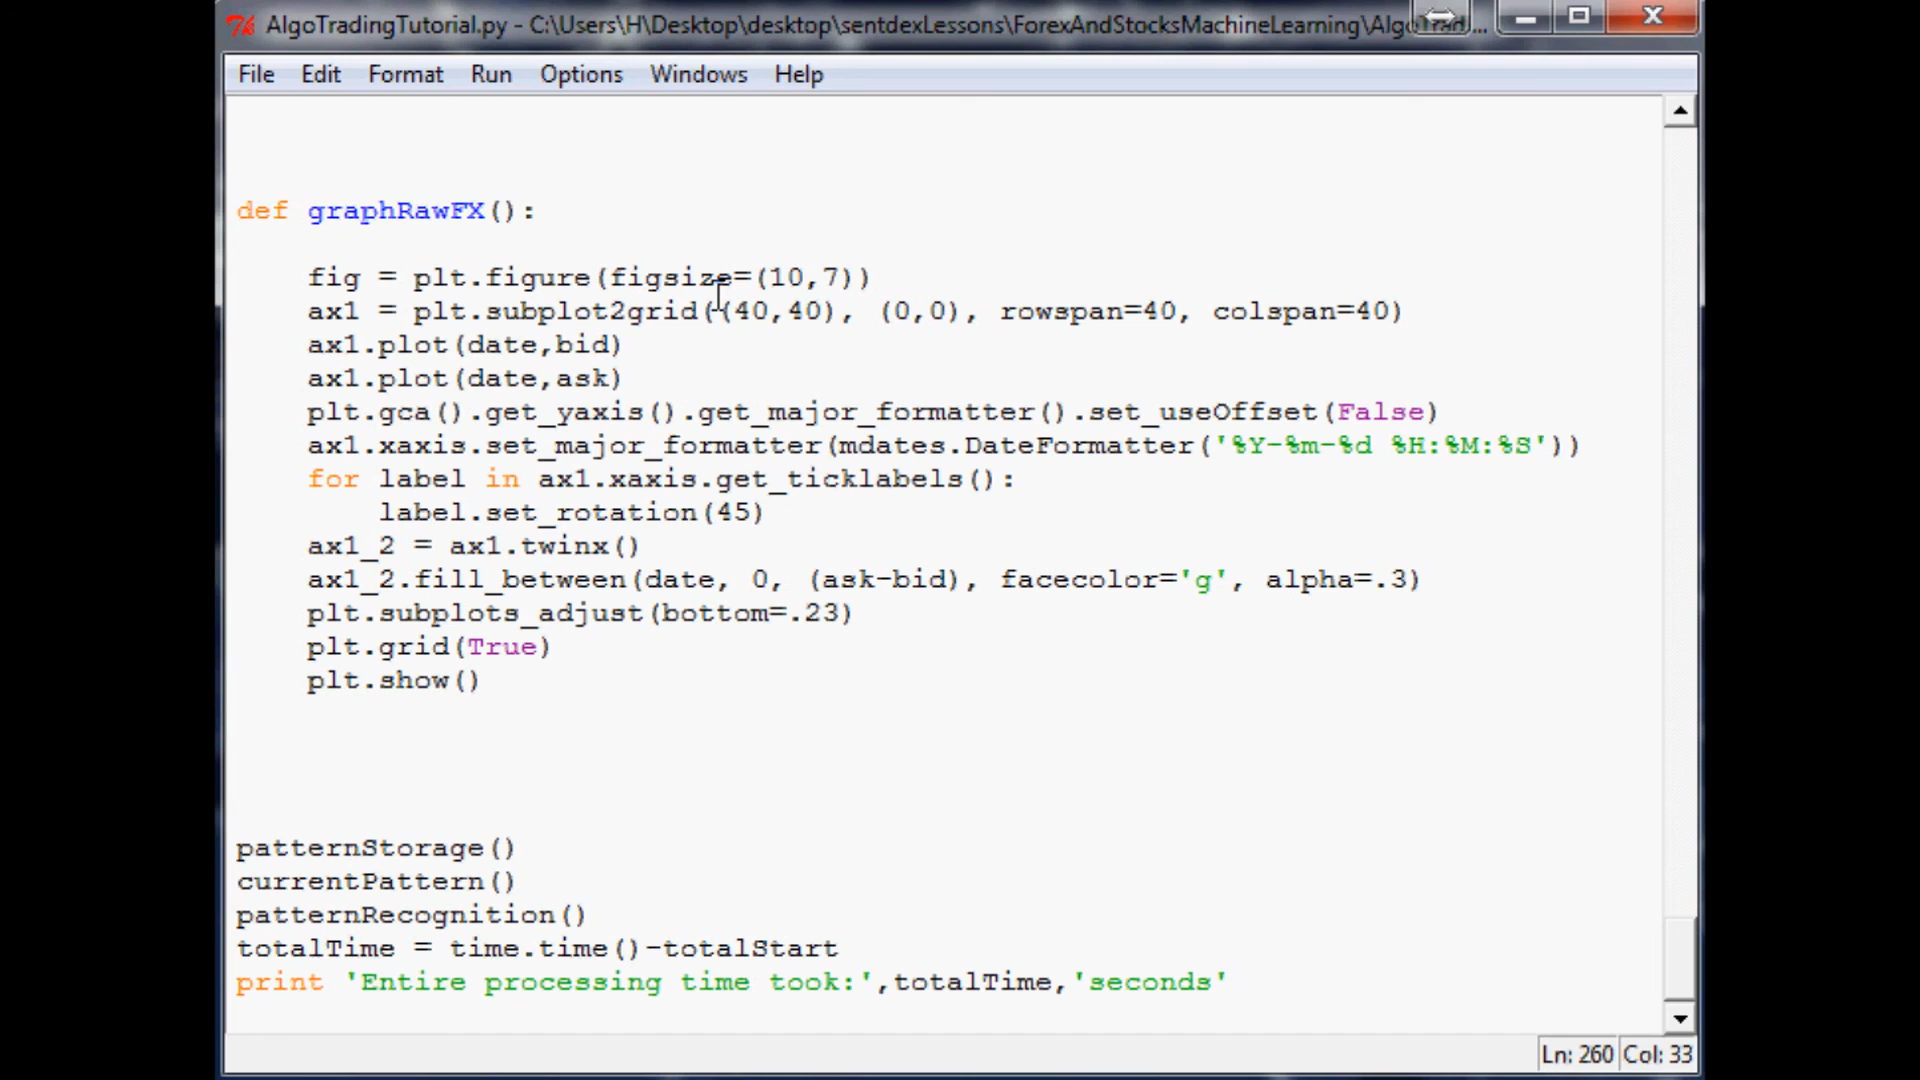 AlgoTradingTutorial.py - C:\Users\H\Desktop\desktop\sentdexLessons\ForexAndStocksMachineLearning\AlgoTrad...
File Edit Format Run Options Windows Help
def graphRawFX():
    fig = plt.figure(figsize=(10,7))
    ax1 = plt.subplot2grid((40,40), (0,0), rowspan=40, colspan=40)
    ax1.plot(date,bid)
    ax1.plot(date,ask)
    plt.gca().get_yaxis().get_major_formatter().set_useOffset(False)
    ax1.xaxis.set_major_formatter(mdates.DateFormatter('%Y-%m-%d %H:%M:%S'))
    for label in ax1.xaxis.get_ticklabels():
        label.set_rotation(45)
    ax1_2 = ax1.twinx()
    ax1_2.fill_between(date, 0, (ask-bid), facecolor='g', alpha=.3)
    plt.subplots_adjust(bottom=.23)
    plt.grid(True)
    plt.show()
patternStorage()
currentPattern()
patternRecognition()
totalTime = time.time()-totalStart
print 'Entire processing time took:',totalTime,'seconds'
Ln: 260 Col: 33